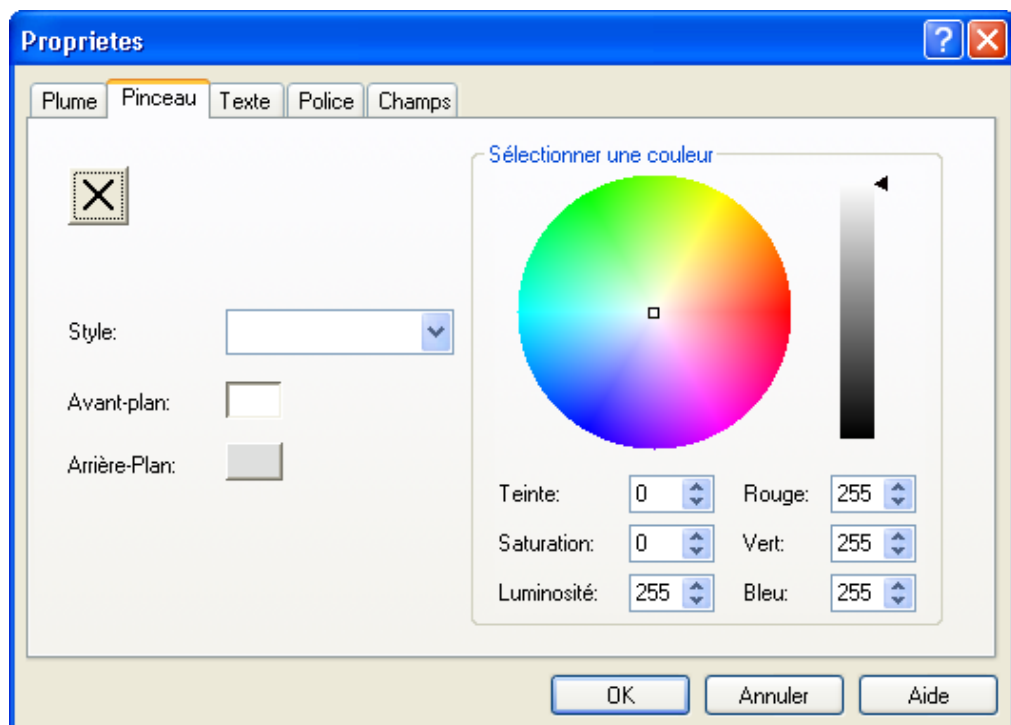 Proprietes
Plume Pinceau Texte Police Champs
Sélectionner une couleur
Style:
Avant-plan:
Arrière-Plan:
Teinte: 0 Rouge: 255
Saturation: 0 Vert: 255
Luminosité: 255 Bleu: 255
OK Annuler Aide